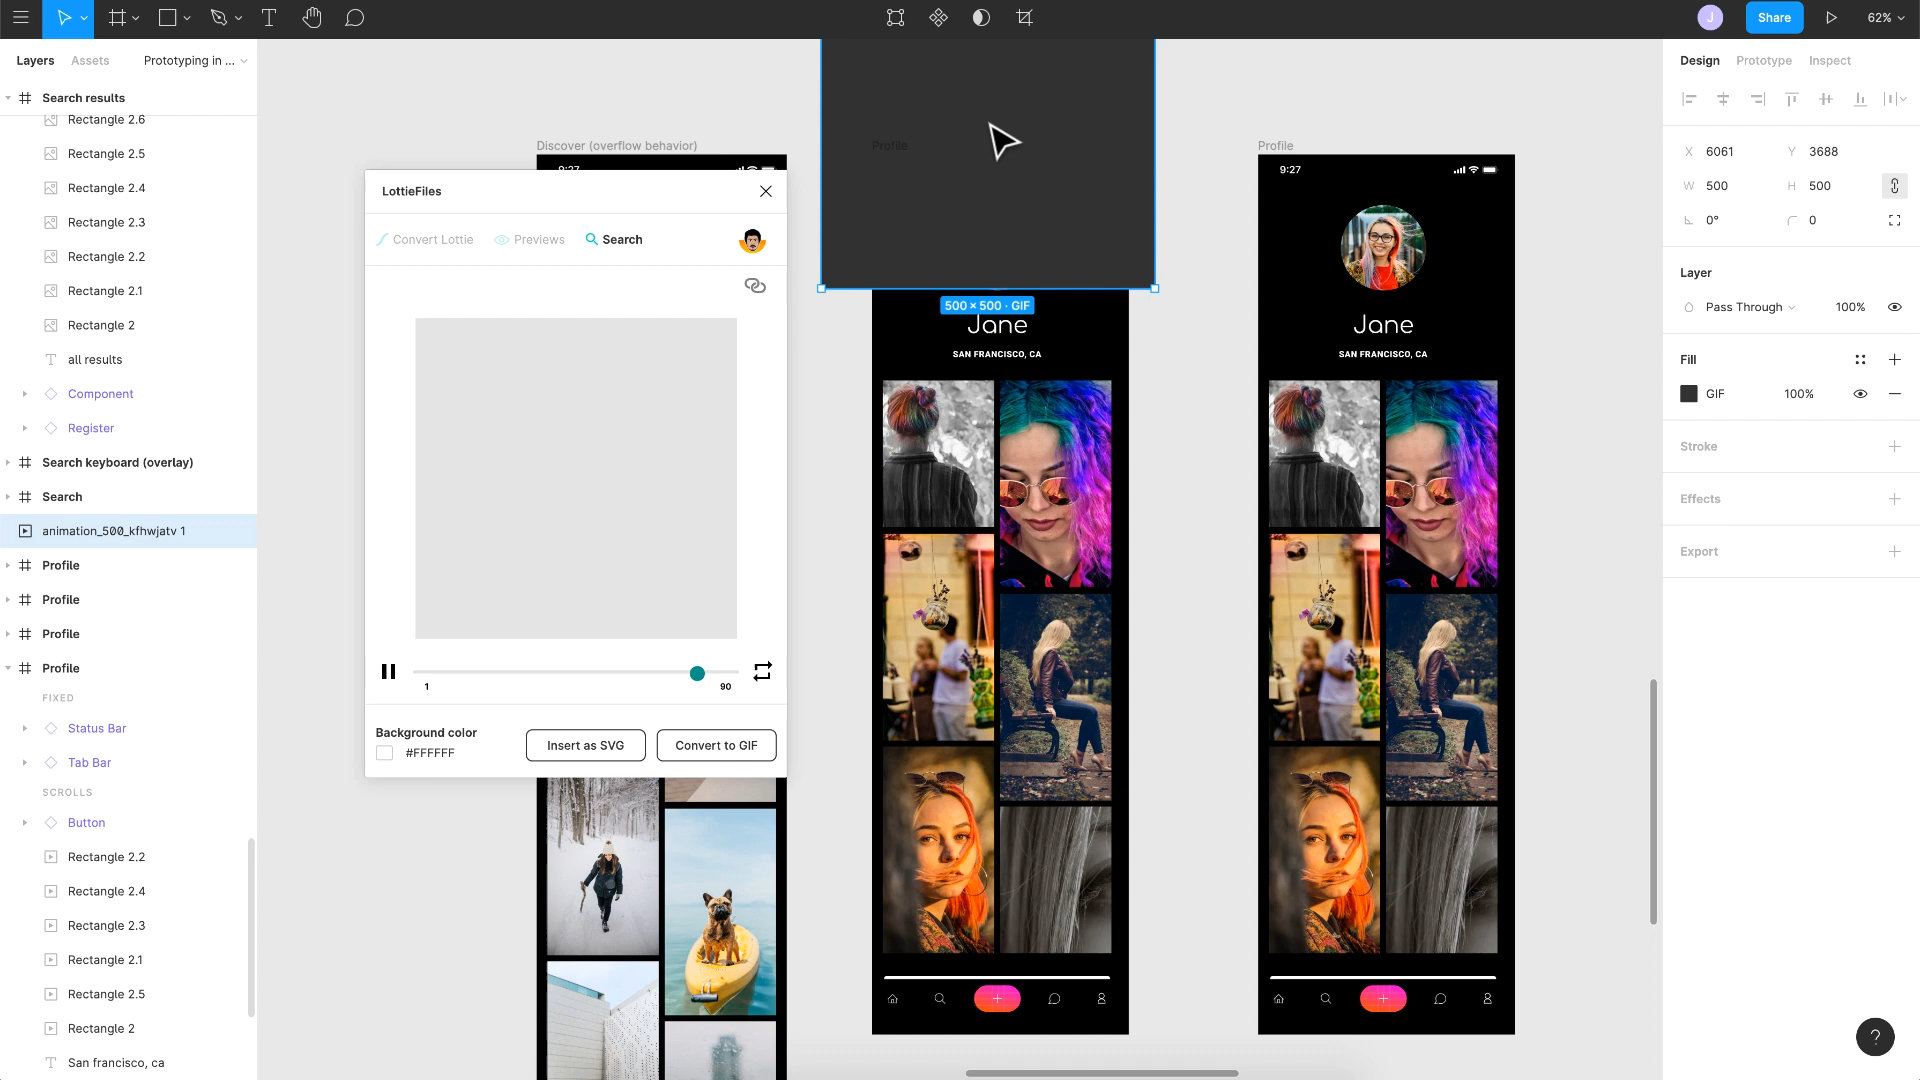 J
Share
62%
Layers
Assets
Prototyping in ...
Search results
Rectangle 2.6
Rectangle 2.5
Rectangle 2.4
Rectangle 2.3
Rectangle 2.2
Rectangle 2.1
Rectangle 2
all results
Component
Register
Search keyboard (overlay)
Search
animation_500_kfhwjatv 1
Profile
Profile
Profile
Profile
FIXED
Status Bar
Tab Bar
SCROLLS
Button
Rectangle 2.2
Rectangle 2.4
Rectangle 2.3
Rectangle 2.1
Rectangle 2.5
Rectangle 2
San francisco, ca
Discover (overflow behavior)
9:27
LottieFiles
Convert Lottie
Previews
Search
1
90
Background color
#FFFFFF
Insert as SVG
Convert to GIF
Profile
500 × 500 · GIF
Jane
SAN FRANCISCO, CA
Profile
9:27
Jane
SAN FRANCISCO, CA
Design
Prototype
Inspect
X 6061
Y 3688
W 500
H 500
0°
0
Layer
Pass Through
100%
Fill
GIF
100%
Stroke
Effects
Export
?